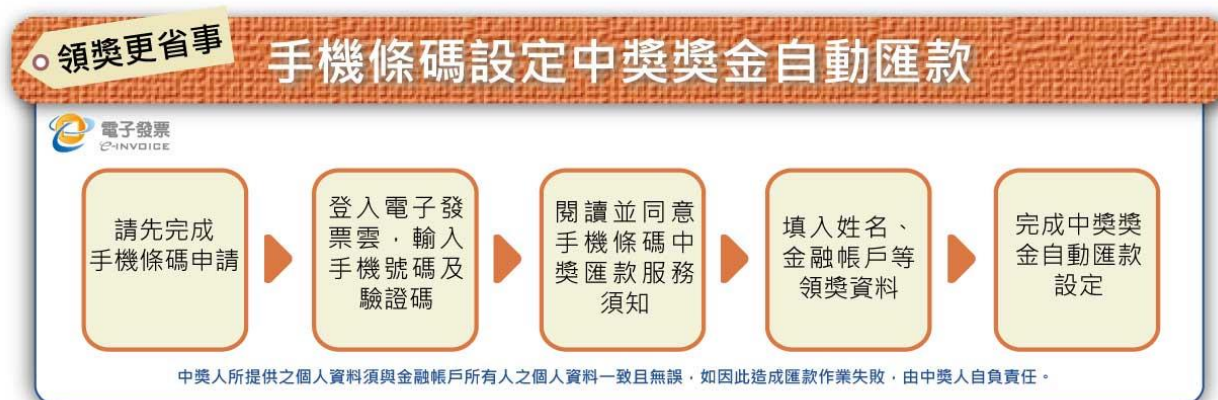 領獎更省事
手機條碼設定中獎獎金自動匯款
電子發票
e-INVOICE
請先完成
手機條碼申請
登入電子發
票雲，輸入
手機號碼及
驗證碼
閱讀並同意
手機條碼中
獎匯款服務
須知
填入姓名、
金融帳戶等
領獎資料
完成中獎獎
金自動匯款
設定
中獎人所提供之個人資料須與金融帳戶所有人之個人資料一致且無誤，如因此造成匯款作業失敗，由中獎人自負責任。